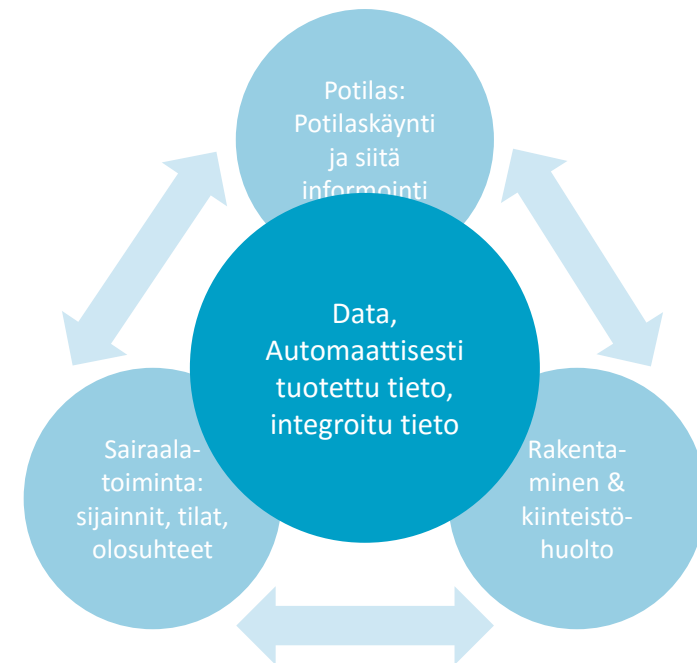 Potilas:
Potilaskäynti
ja siitä
informointi
Data,
Automaattisesti
tuotettu tieto,
integroitu tieto
Sairaala-
toiminta:
sijainnit, tilat,
olosuhteet
Rakenta-
minen &
kiinteistö-
huolto